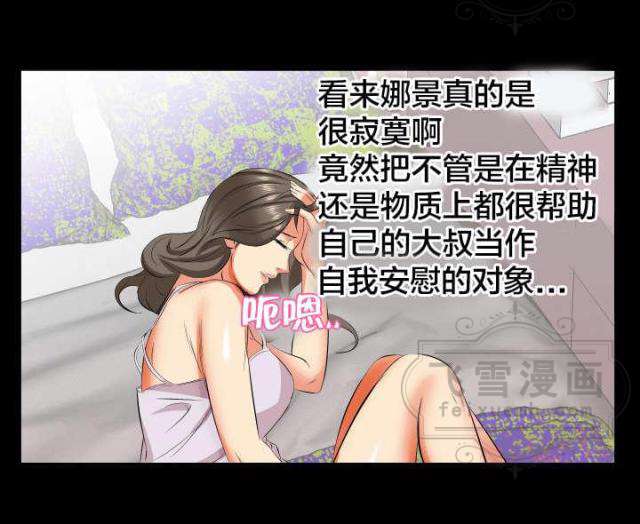 看来娜景真的是
很寂寞啊
竟然把不管是在精神
还是物质上都很帮助
自己的大叔当作
自我安慰的对象...
呃嗯..
飞雪漫画